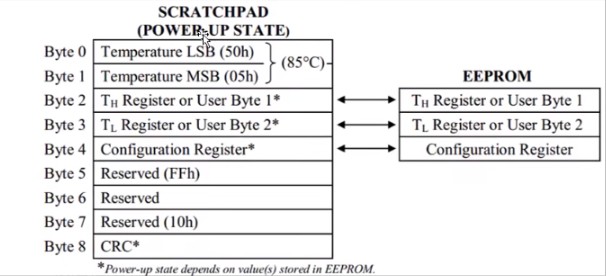 SCRATCHPAD
(POWER-UP STATE)
Byte 0 Temperature LSB (50h)
(85°C)
Byte 1 Temperature MSB (05h)
EEPROM
Byte 2 TH Register or User Byte 1* TH Register or User Byte 1
Byte 3 TL Register or User Byte 2* TL Register or User Byte 2
Byte 4 Configuration Register* Configuration Register
Byte 5 Reserved (FFh)
Byte 6 Reserved
Byte 7 Reserved (10h)
Byte 8 CRC*
*Power-up state depends on value(s) stored in EEPROM.